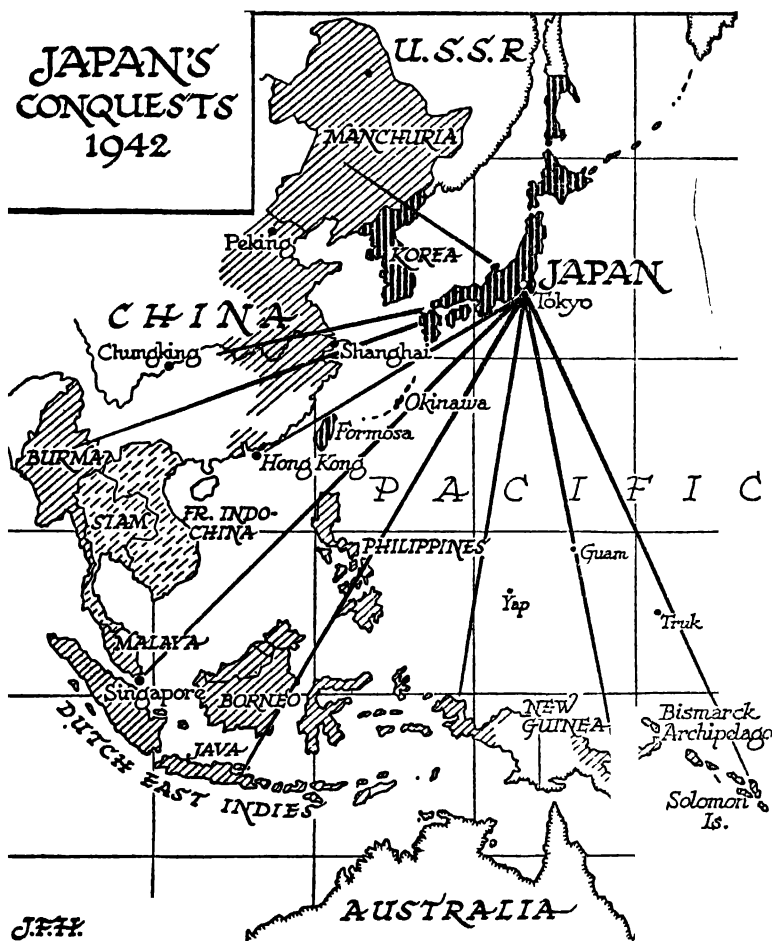 JAPAN'S
CONQUESTS
1942
U.S.S.R
MANCHURIA
Peking
KOREA
JAPAN
Tokyo
CHINA
Chungking
Shanghai
Okinawa
Formosa
BURMA
Hong Kong
PACIFIC
SIAM
FR. INDO-
CHINA
PHILIPPINES
Guam
Yap
Truk
MALAYA
Singapore
BORNEO
NEW
GUINEA
Bismarck
Archipelago
DUTCH EAST INDIES
JAVA
Solomon
Is.
AUSTRALIA
J.F.H.